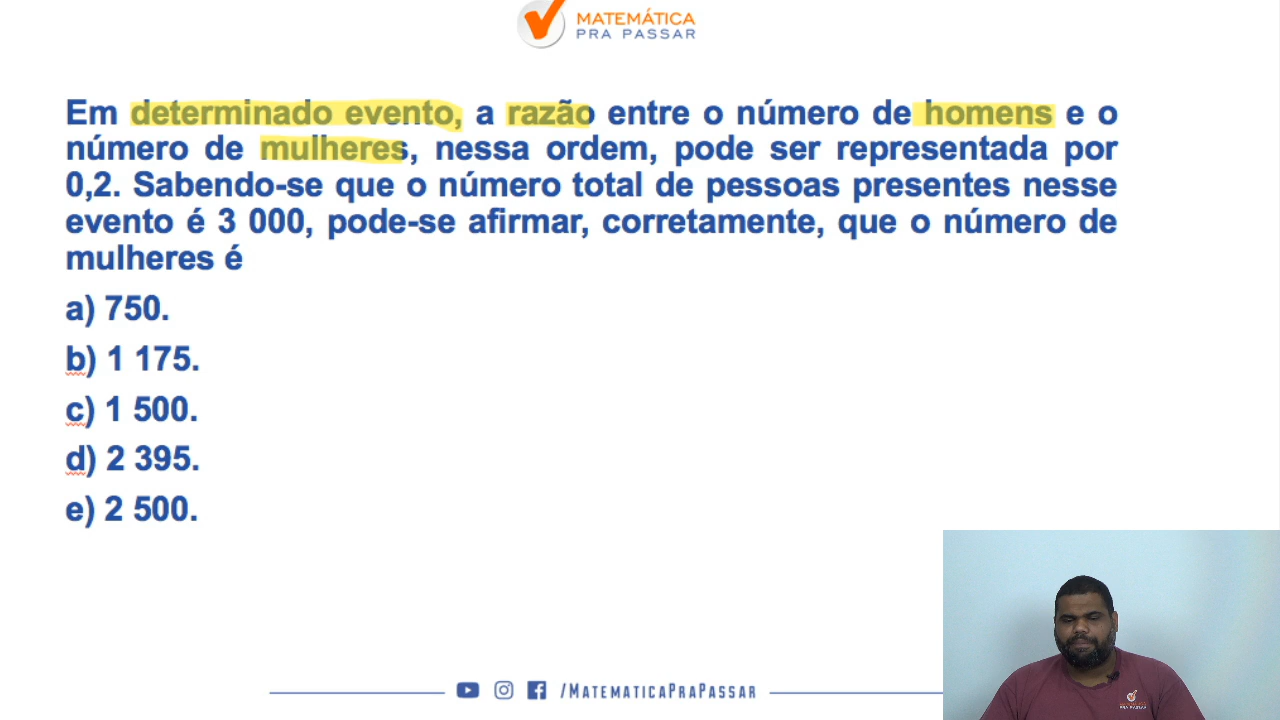 MATEMÁTICA
PRA PASSAR
Em determinado evento, a razão entre o número de homens e o
número de mulheres, nessa ordem, pode ser representada por
0,2. Sabendo-se que o número total de pessoas presentes nesse
evento é 3 000, pode-se afirmar, corretamente, que o número de
mulheres é
a) 750.
b) 1 175.
c) 1 500.
d) 2 395.
e) 2 500.
/MATEMATICAPRAPASSAR
PRA PASSAR